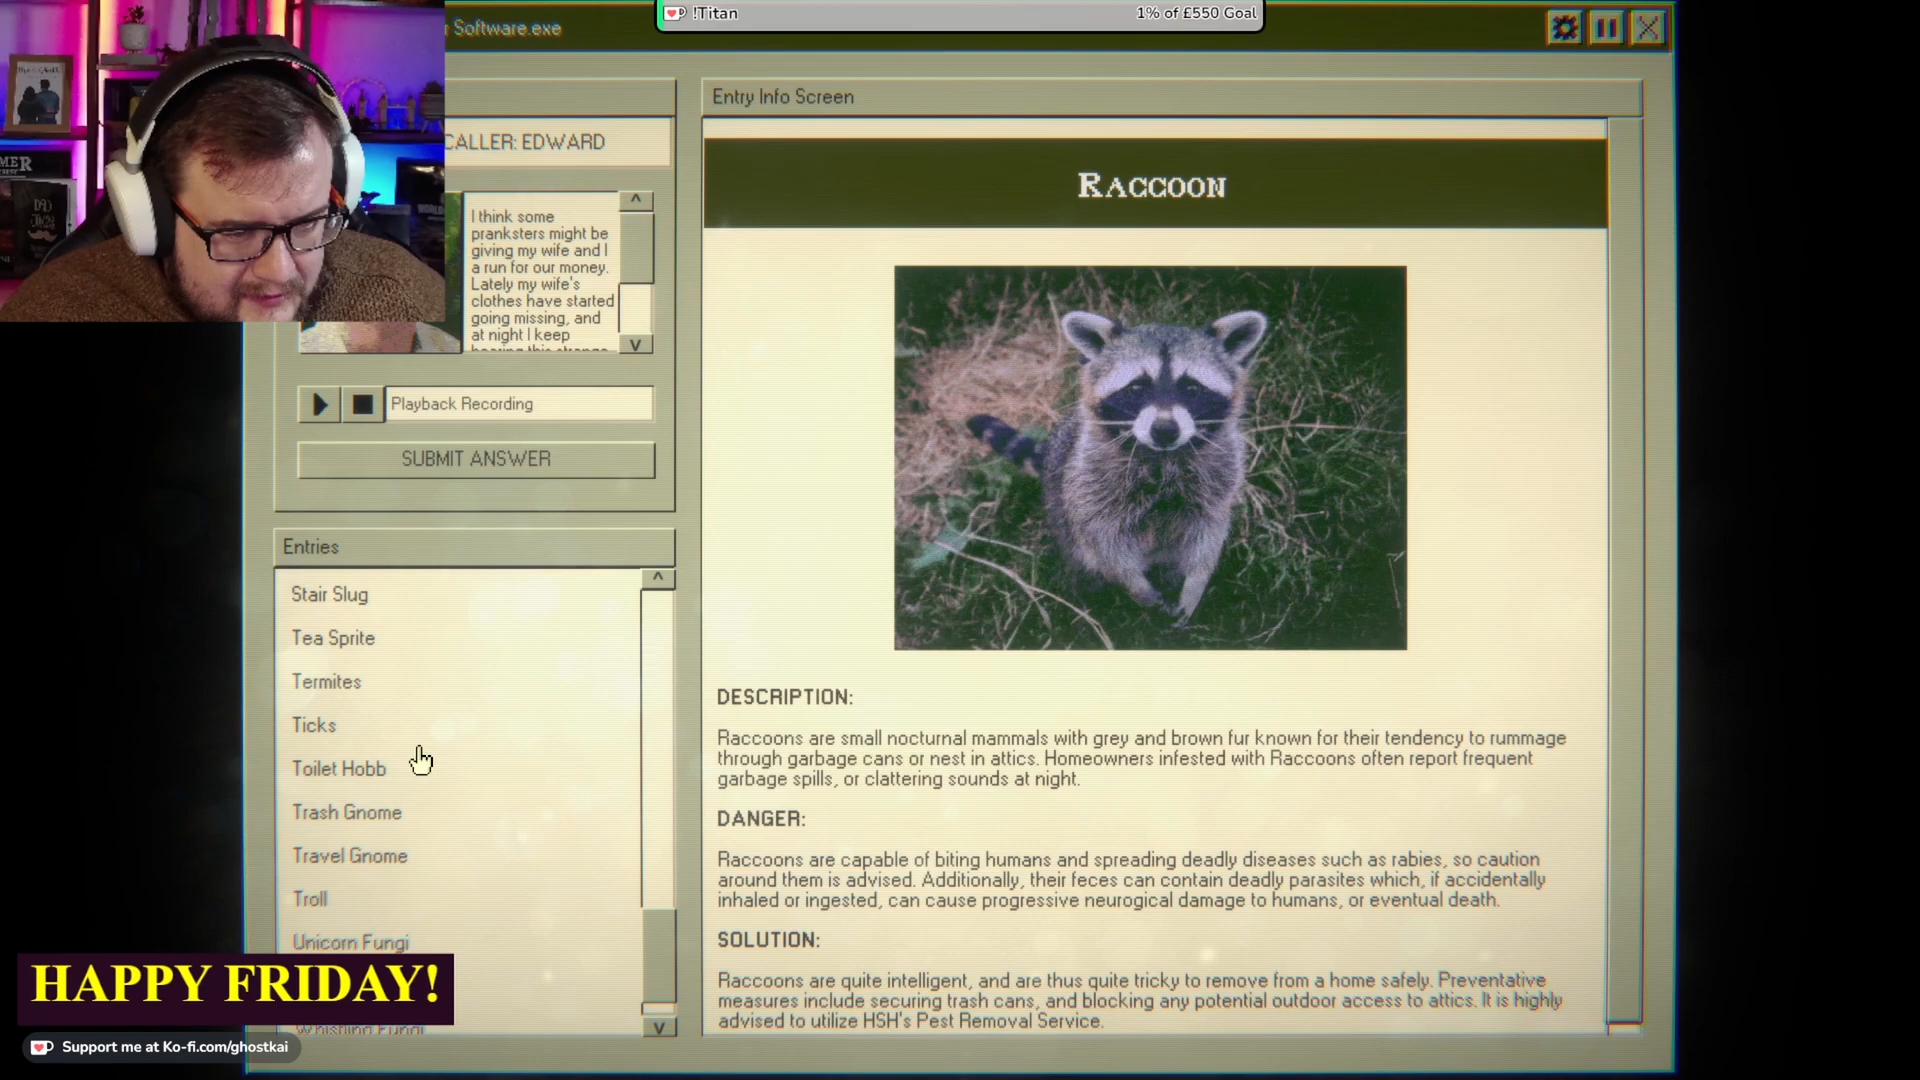 !Titan
1% of £550 Goal
Software.exe
CALLER: EDWARD
I think some
pranksters might be
giving my wife and I
a run for our money.
Lately my wife's
clothes have started
going missing, and
at night I keep
hearing this strange
Playback Recording
SUBMIT ANSWER
Entries
Stair Slug
Tea Sprite
Termites
Ticks
Toilet Hobb
Trash Gnome
Travel Gnome
Troll
Unicorn Fungi
Whistling Fungi
HAPPY FRIDAY!
Support me at Ko-fi.com/ghostkai
Entry Info Screen
RACCOON
DESCRIPTION:
Raccoons are small nocturnal mammals with grey and brown fur known for their tendency to rummage
through garbage cans or nest in attics. Homeowners infested with Raccoons often report frequent
garbage spills, or clattering sounds at night.
DANGER:
Raccoons are capable of biting humans and spreading deadly diseases such as rabies, so caution
around them is advised. Additionally, their feces can contain deadly parasites which, if accidentally
inhaled or ingested, can cause progressive neurogical damage to humans, or eventual death.
SOLUTION:
Raccoons are quite intelligent, and are thus quite tricky to remove from a home safely. Preventative
measures include securing trash cans, and blocking any potential outdoor access to attics. It is highly
advised to utilize HSH's Pest Removal Service.